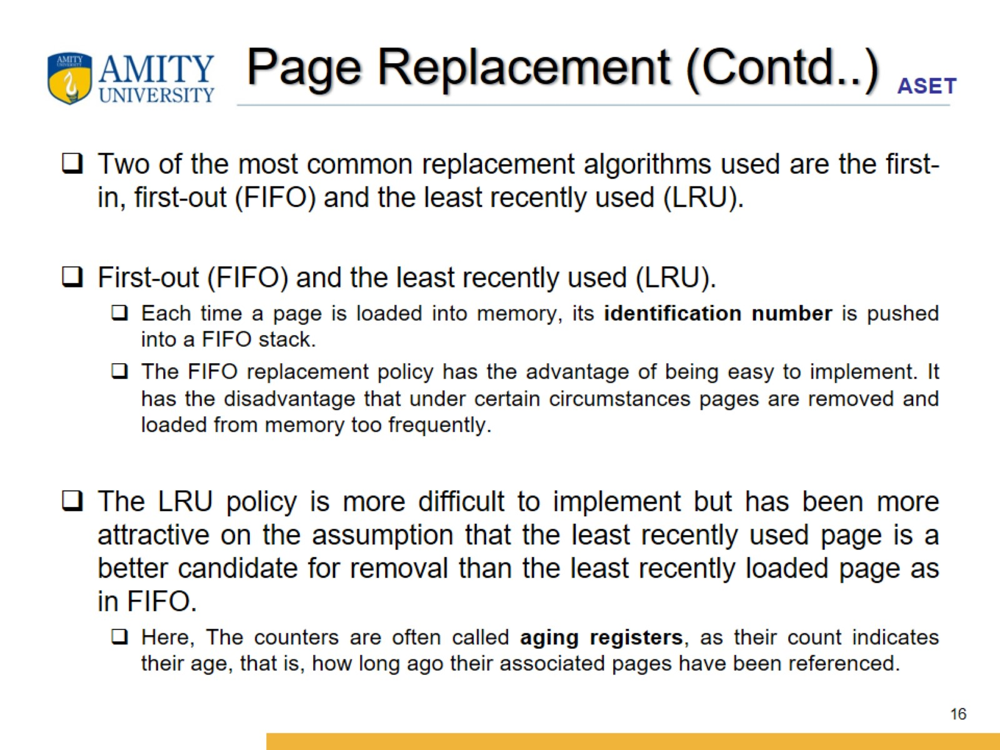 AMITY
UNIVERSITY
AMITY
UNIVERSITY
Page Replacement (Contd..)
ASET
❑ Two of the most common replacement algorithms used are the first-
in, first-out (FIFO) and the least recently used (LRU).
❑ First-out (FIFO) and the least recently used (LRU).
❑ Each time a page is loaded into memory, its identification number is pushed
into a FIFO stack.
❑ The FIFO replacement policy has the advantage of being easy to implement. It
has the disadvantage that under certain circumstances pages are removed and
loaded from memory too frequently.
❑ The LRU policy is more difficult to implement but has been more
attractive on the assumption that the least recently used page is a
better candidate for removal than the least recently loaded page as
in FIFO.
❑ Here, The counters are often called aging registers, as their count indicates
their age, that is, how long ago their associated pages have been referenced.
16